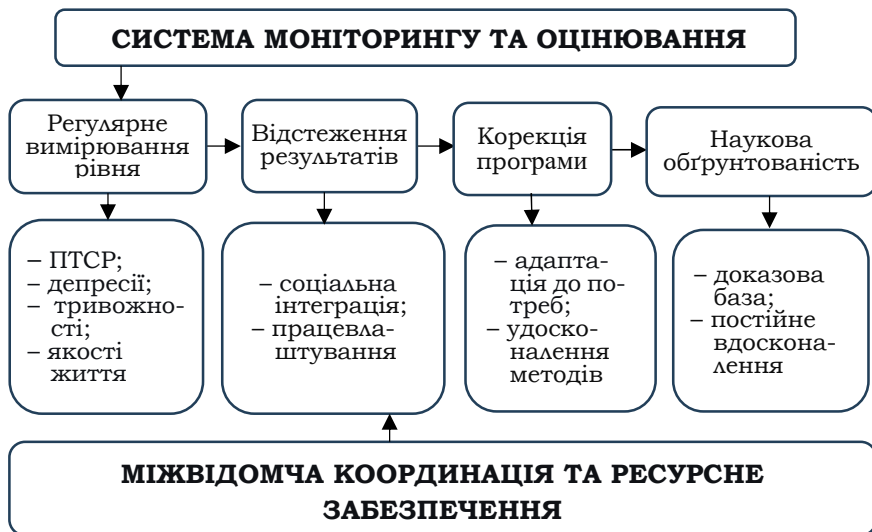 СИСТЕМА МОНІТОРИНГУ ТА ОЦІНЮВАННЯ
Регулярне
вимірювання
рівня
Відстеження
результатів
Корекція
програми
Наукова
обґрунтованість
– ПТСР;
– депресії;
– тривожно-
сті;
– якості
життя
– соціальна
інтеграція;
– працевла-
штування
– адапта-
ція до по-
треб;
– удоско-
налення
методів
– доказова
база;
– постійне
вдоскона-
лення
МІЖВІДОМЧА КООРДИНАЦІЯ ТА РЕСУРСНЕ
ЗАБЕЗПЕЧЕННЯ